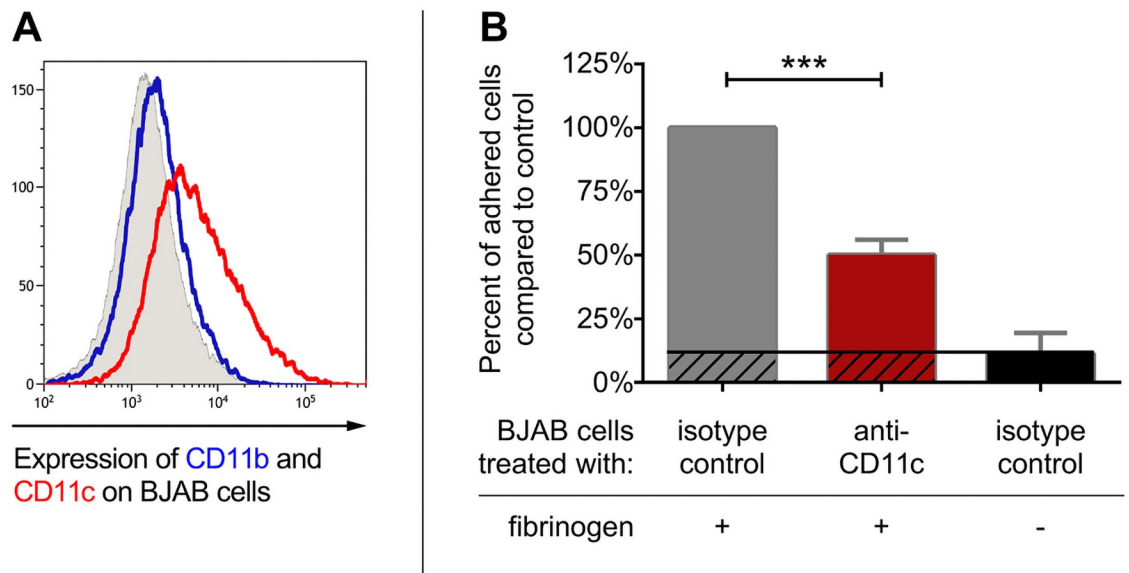 A
150
100
50
0
10² 10³ 10⁴ 10⁵
Expression of CD11b and
CD11c on BJAB cells
B
Percent of adhered cells
compared to control
125%
100%
75%
50%
25%
0%
***
BJAB cells
treated with:
isotype
control
anti-
CD11c
isotype
control
fibrinogen + + -